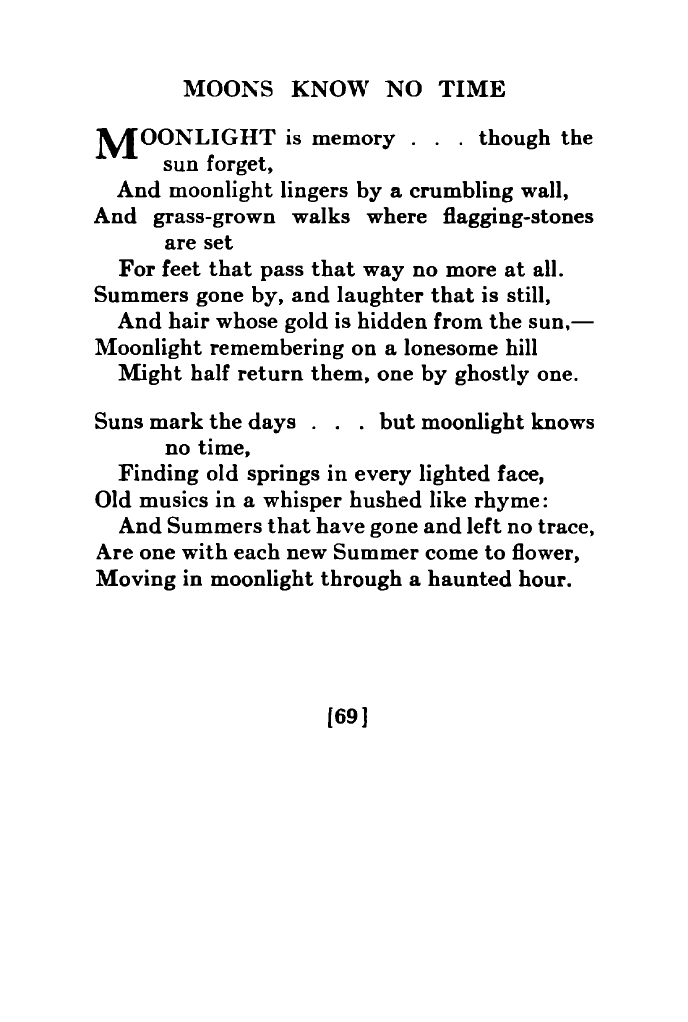 MOONS KNOW NO TIME
MOONLIGHT is memory . . . though the
sun forget,
And moonlight lingers by a crumbling wall,
And grass-grown walks where flagging-stones
are set
For feet that pass that way no more at all.
Summers gone by, and laughter that is still,
And hair whose gold is hidden from the sun,—
Moonlight remembering on a lonesome hill
Might half return them, one by ghostly one.
Suns mark the days . . . but moonlight knows
no time,
Finding old springs in every lighted face,
Old musics in a whisper hushed like rhyme:
And Summers that have gone and left no trace,
Are one with each new Summer come to flower,
Moving in moonlight through a haunted hour.
[69]